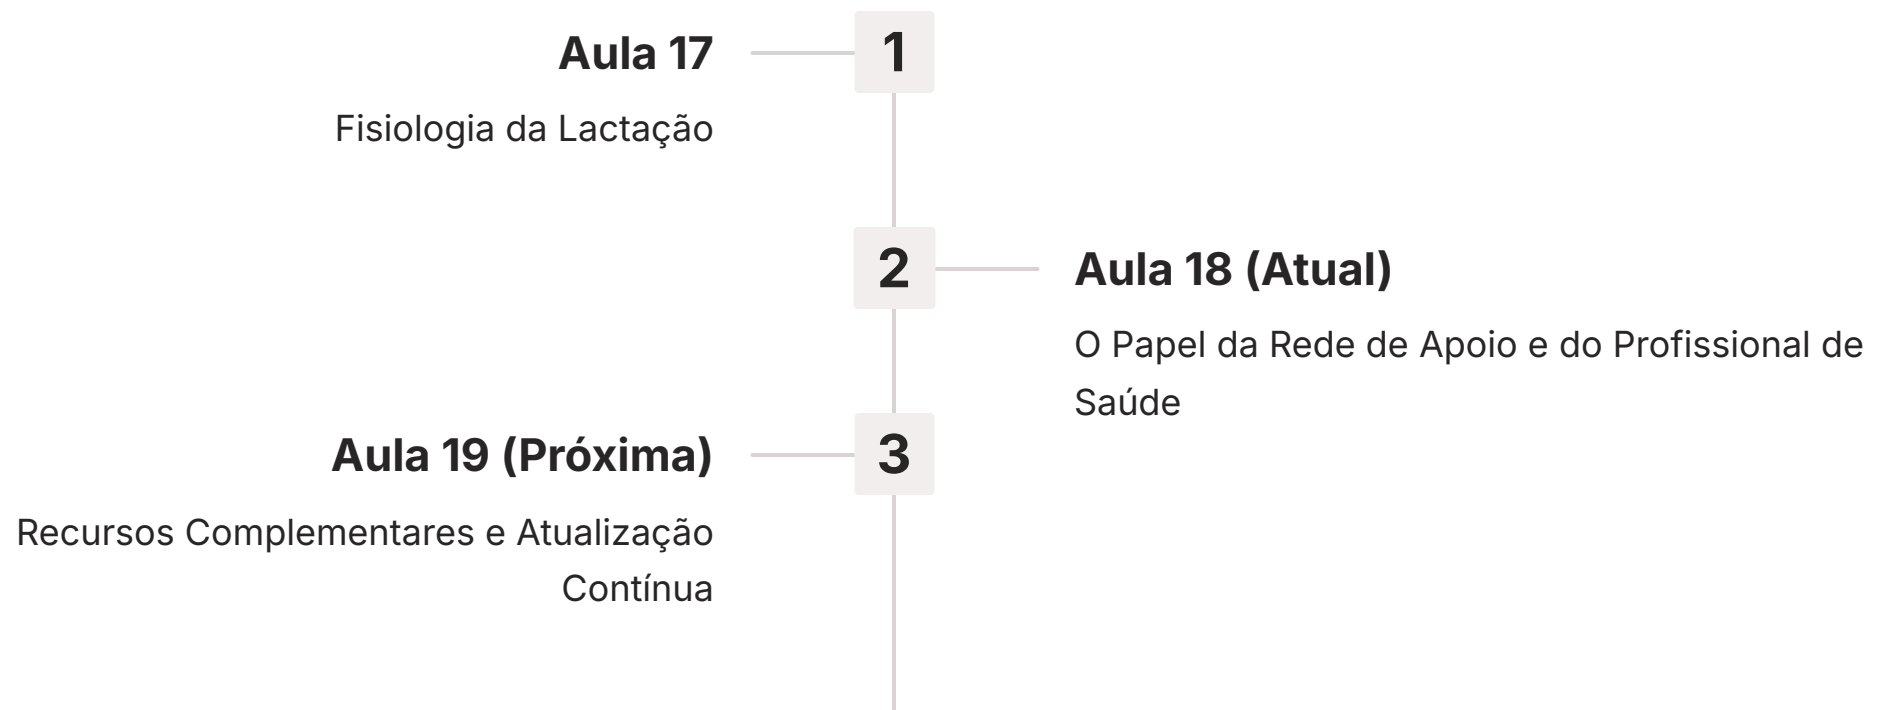 1
Aula 17
Fisiologia da Lactação
2
Aula 18 (Atual)
O Papel da Rede de Apoio e do Profissional de
Saúde
3
Aula 19 (Próxima)
Recursos Complementares e Atualização
Contínua